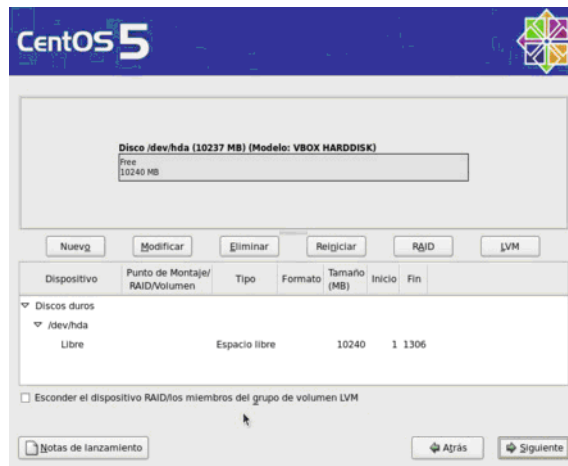 CentOS 5
Disco /dev/hda (10237 MB) (Modelo: VBOX HARDDISK)
Free
10240 MB
Nuevo Modificar Eliminar Reiniciar RAID LVM
Dispositivo Punto de Montaje/ RAID/Volumen Tipo Formato Tamaño (MB) Inicio Fin
Discos duros
/dev/hda
Libre Espacio libre 10240 1 1306
Esconder el dispositivo RAID/los miembros del grupo de volumen LVM
Notas de lanzamiento Atrás Siguiente